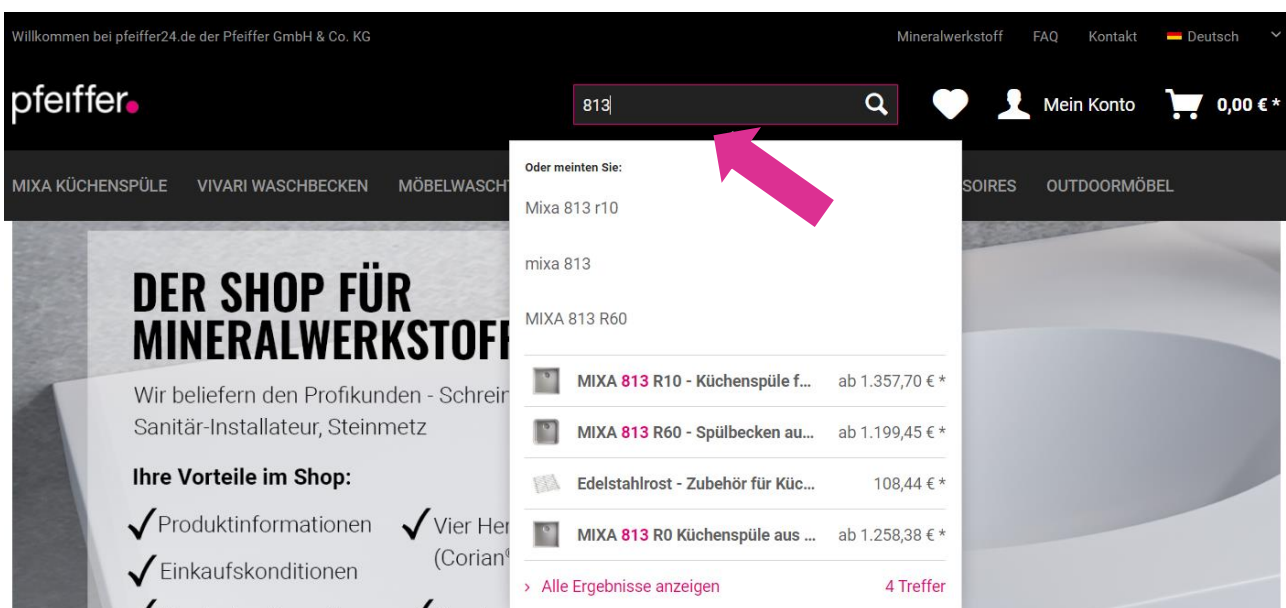 Willkommen bei pfeiffer24.de der Pfeiffer GmbH & Co. KG
Mineralwerkstoff FAQ Kontakt Deutsch
pfeiffer.
813
Mein Konto
0,00 € *
MIXA KÜCHENSPÜLE VIVARI WASCHBECKEN MÖBELWASCHT SOIRES OUTDOORMÖBEL
Oder meinten Sie:
Mixa 813 r10
mixa 813
MIXA 813 R60
MIXA 813 R10 - Küchenspüle f... ab 1.357,70 € *
MIXA 813 R60 - Spülbecken au... ab 1.199,45 € *
Edelstahlrost - Zubehör für Küc... 108,44 € *
MIXA 813 R0 Küchenspüle aus ... ab 1.258,38 € *
Alle Ergebnisse anzeigen 4 Treffer
DER SHOP FÜR
MINERALWERKSTOFF
Wir beliefern den Profikunden - Schrein
Sanitär-Installateur, Steinmetz
Ihre Vorteile im Shop:
Produktinformationen
Vier Her
(Corian®
Einkaufskonditionen